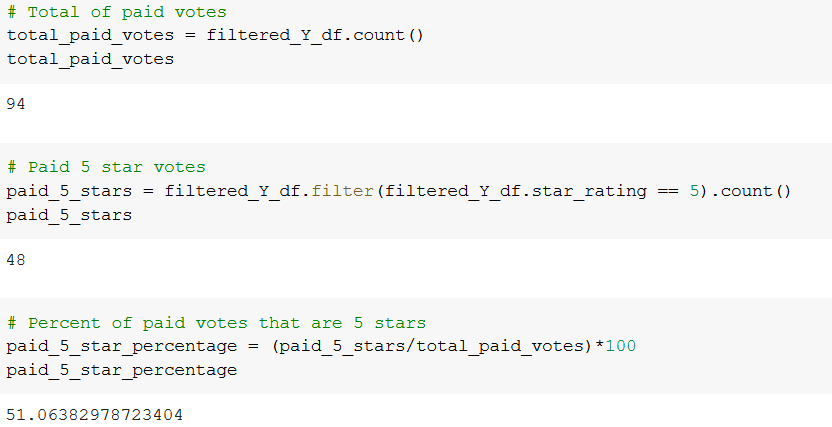 # Total of paid votes
total_paid_votes = filtered_Y_df.count()
total_paid_votes
94
# Paid 5 star votes
paid_5_stars = filtered_Y_df.filter(filtered_Y_df.star_rating == 5).count()
paid_5_stars
48
# Percent of paid votes that are 5 stars
paid_5_star_percentage = (paid_5_stars/total_paid_votes)*100
paid_5_star_percentage
51.06382978723404